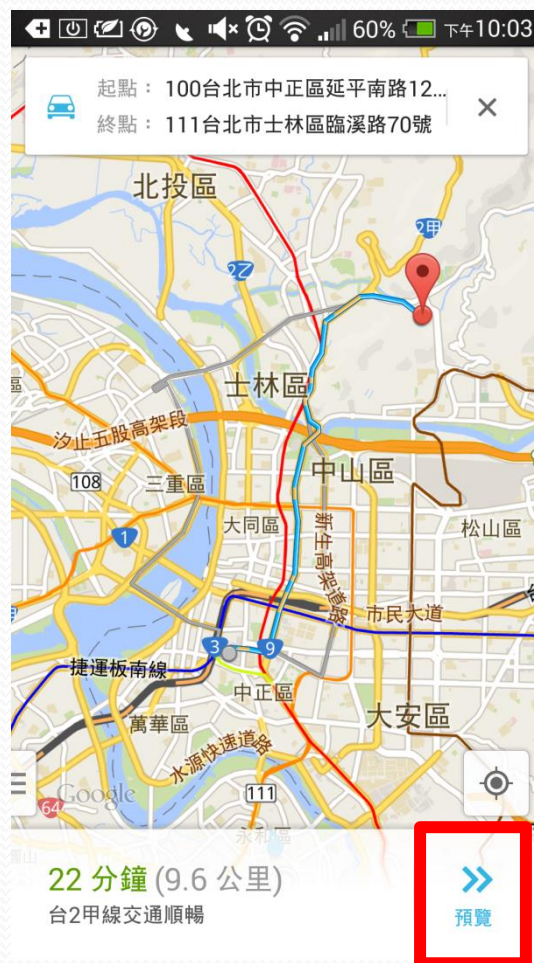 60% 下午10:03
起點： 100台北市中正區延平南路12...
終點： 111台北市士林區臨溪路70號
北投區
2甲
2乙
士林區
汐止五股高架段
中山區
108
三重區
大同區
松山區
1
新生高架道路
市民大道
3
9
捷運板南線
中正區
萬華區
大安區
水源快速道路
Google
111
64
永和區
22 分鐘 (9.6 公里)
台2甲線交通順暢
預覽